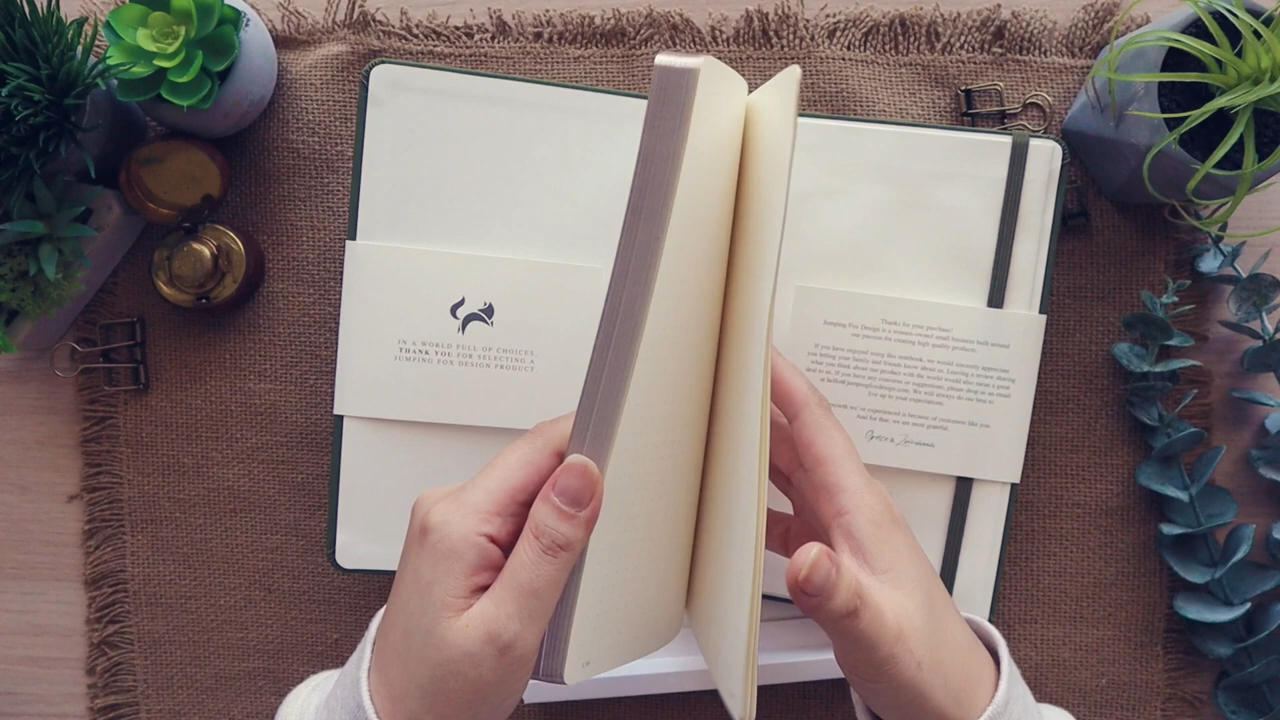 IN A WORLD FULL OF CHOICES,
THANK YOU FOR SELECTING A
JUMPING FOX DESIGN PRODUCT
Thanks for your purchase!
Jumping Fox Design is a women-owned small business built around
our passion for creating high quality products.
If you have enjoyed using this notebook, we would sincerely appreciate
you letting your family and friends know about us. Leaving a review sharing
what you think about our product with the world would also mean a great
deal to us. If you have any concerns or suggestions, please drop us an email
at hello@jumpingfoxdesign.com. We will always do our best to
live up to your expectations.
growth we've experienced is because of customers like you.
And for that, we are most grateful.